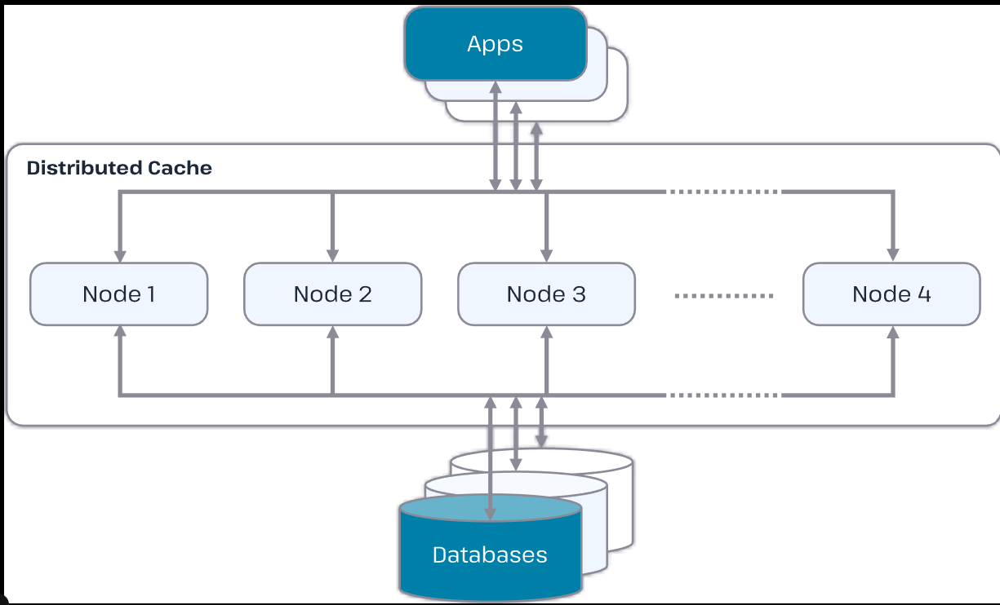 Apps
Distributed Cache
Node 1
Node 2
Node 3
Node 4
Databases